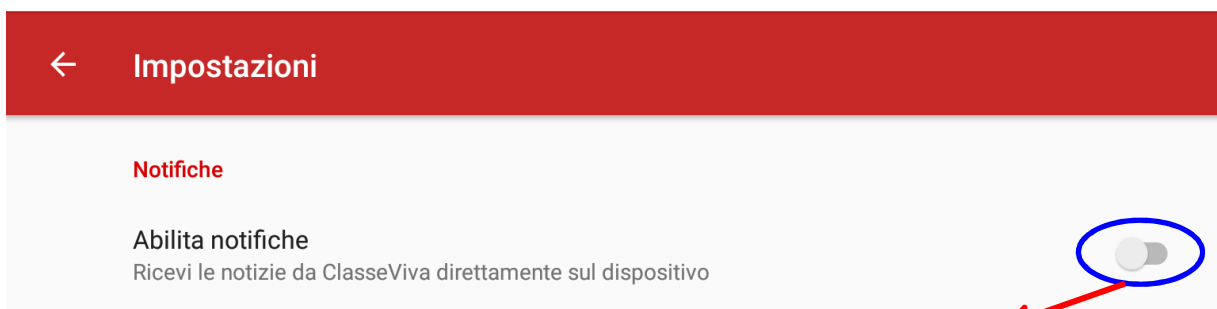 Impostazioni
Notifiche
Abilita notifiche
Ricevi le notizie da ClasseViva direttamente sul dispositivo